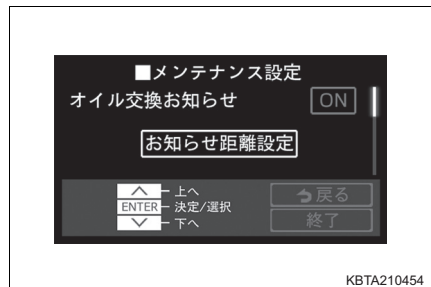 ■メンテナンス設定
オイル交換お知らせ ON
お知らせ距離設定
上へ
ENTER 決定/選択
下へ
戻る
終了
KBTA210454